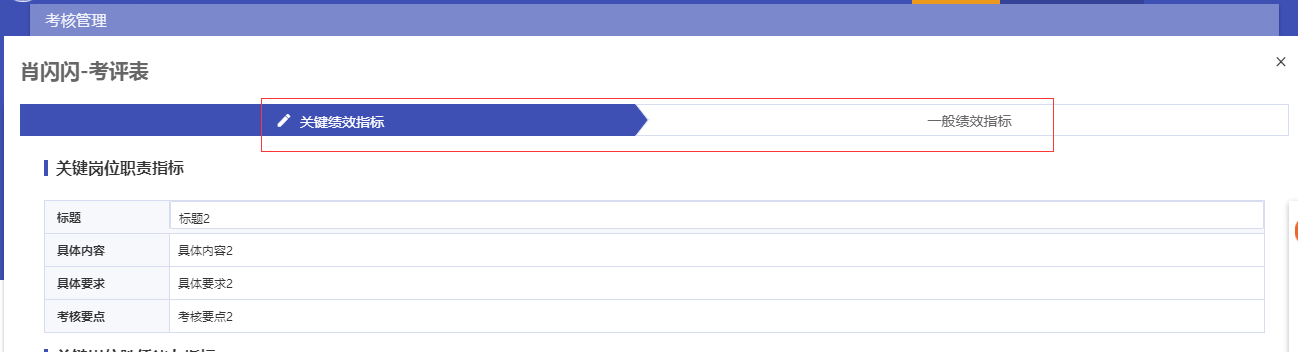 考核管理
肖闪闪-考评表
关键绩效指标
一般绩效指标
关键岗位职责指标
标题 标题2
具体内容 具体内容2
具体要求 具体要求2
考核要点 考核要点2